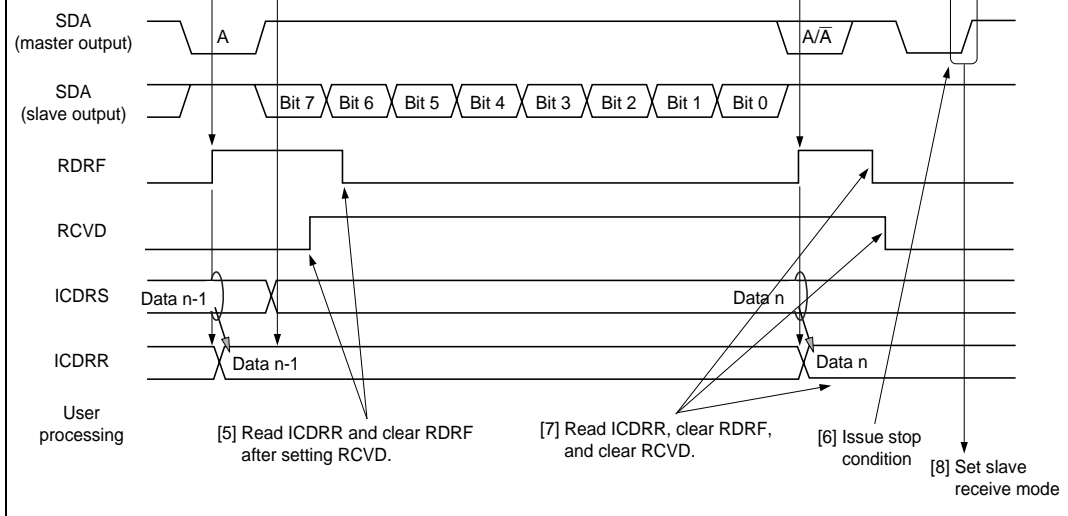 SDA
(master output)
A
A/A̅
SDA
(slave output)
Bit 7 Bit 6 Bit 5 Bit 4 Bit 3 Bit 2 Bit 1 Bit 0
RDRF
RCVD
ICDRS
Data n-1
Data n
ICDRR
Data n-1
Data n
User
processing
[5] Read ICDRR and clear RDRF
after setting RCVD.
[7] Read ICDRR, clear RDRF,
and clear RCVD.
[6] Issue stop
condition
[8] Set slave
receive mode